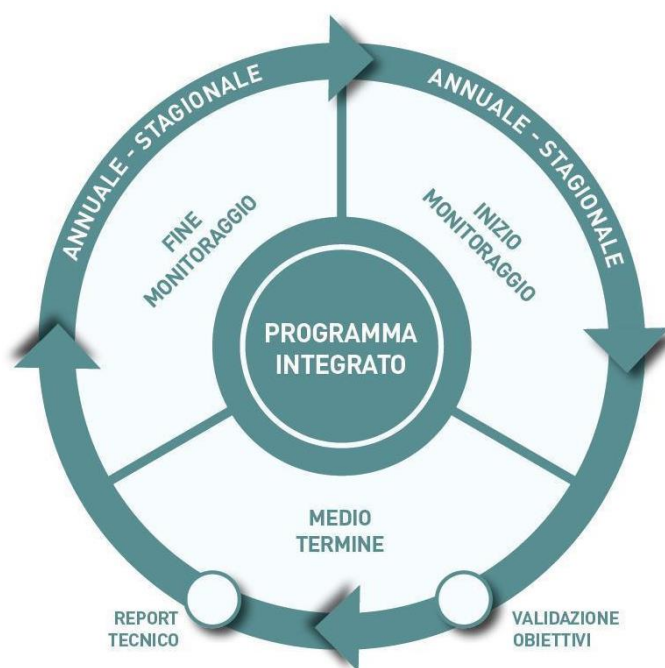 ANNUALE - STAGIONALE
ANNUALE - STAGIONALE
FINE
MONITORAGGIO
INIZIO
MONITORAGGIO
PROGRAMMA
INTEGRATO
MEDIO
TERMINE
REPORT
TECNICO
VALIDAZIONE
OBIETTIVI